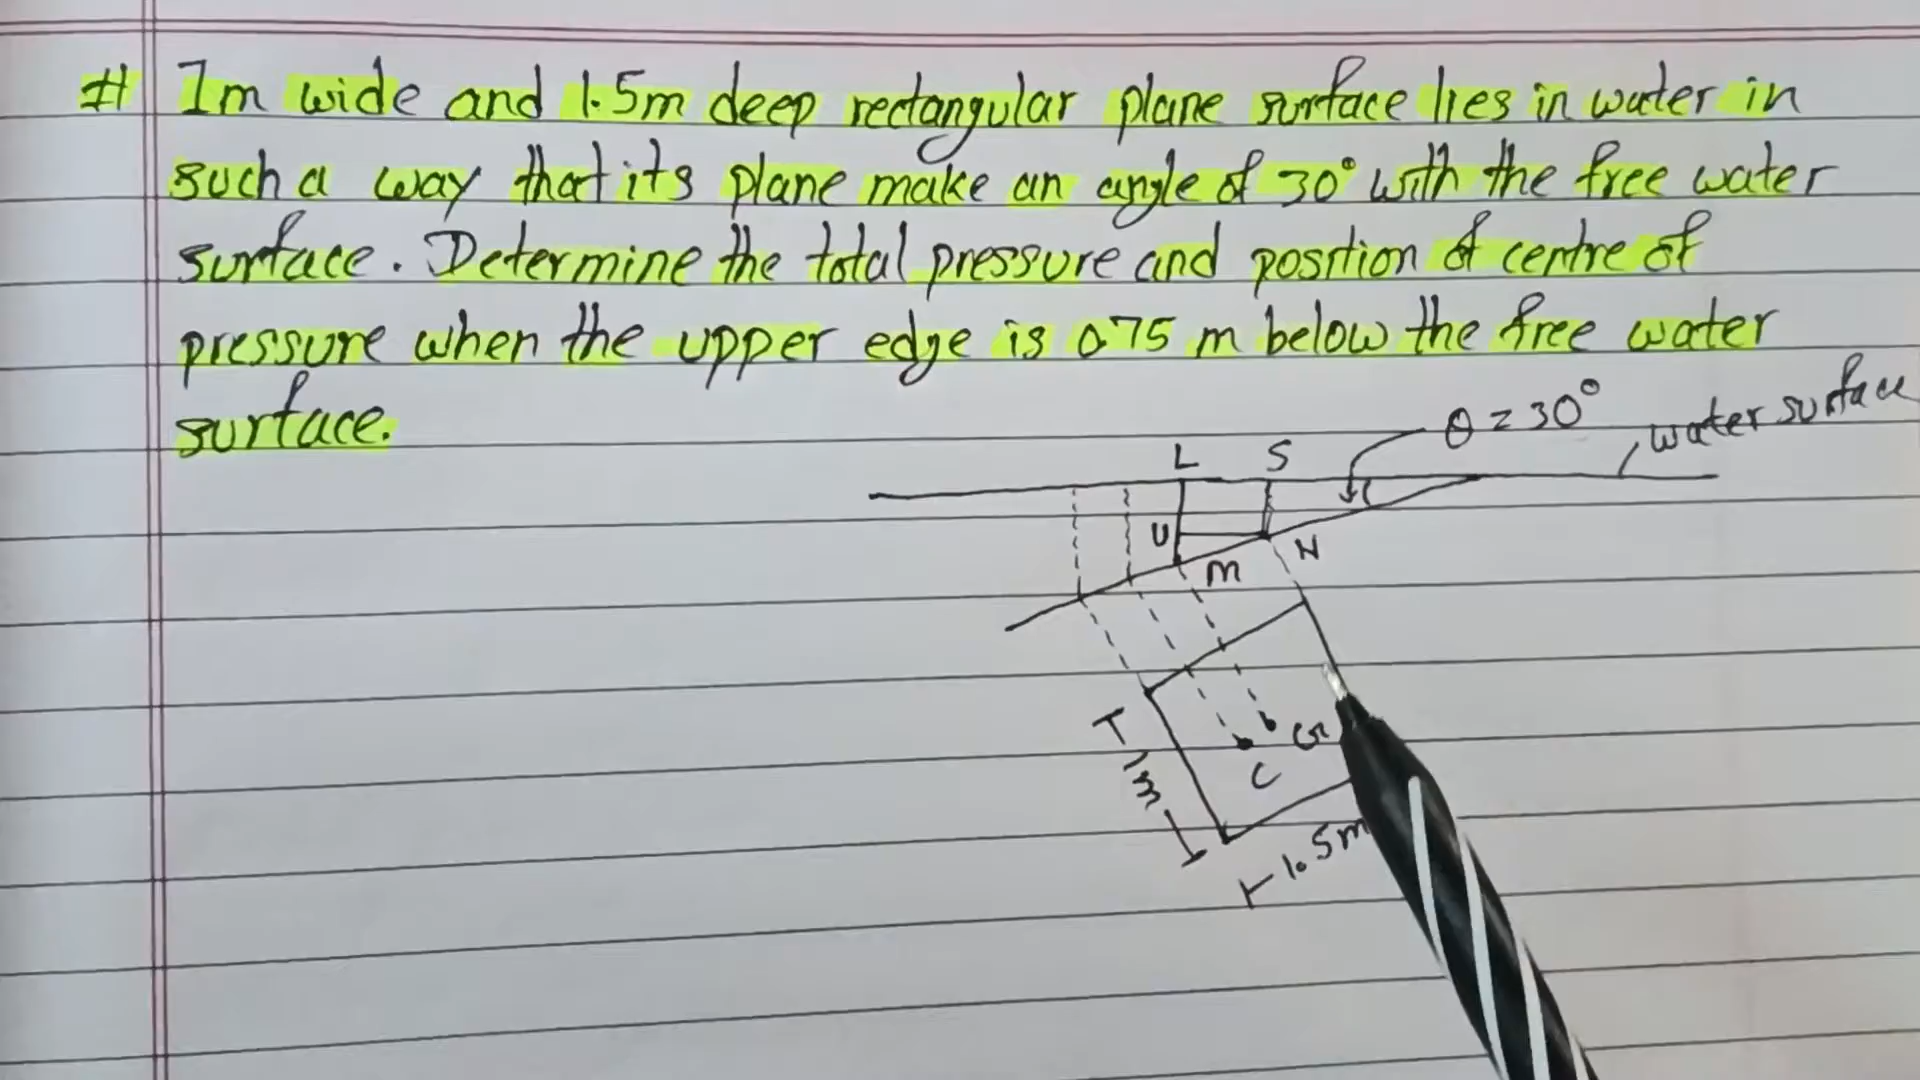 # 1m wide and 1.5m deep rectangular plane surface lies in water in
such a way that its plane make an angle of 30° with the free water
surface. Determine the total pressure and position of centre of
pressure when the upper edge is 0.75 m below the free water
surface.
θ = 30°
water surface
L S
U
M
N
G
C
1m
1.5m